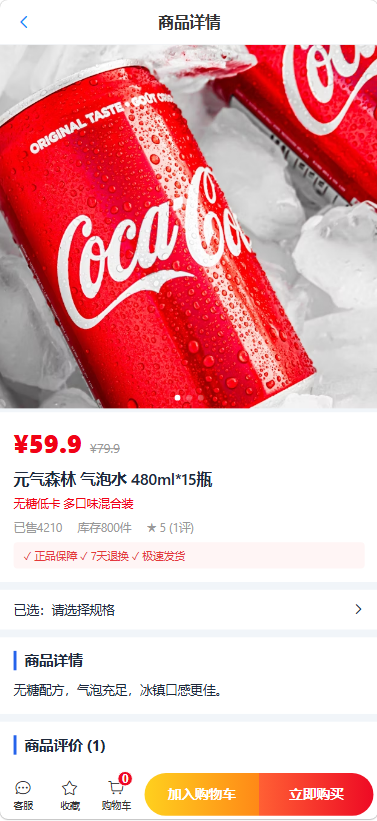 商品详情
ORIGINAL TASTE • GOÛT
Coca-Cola
¥59.9 ¥79.9
元气森林 气泡水 480ml*15瓶
无糖低卡 多口味混合装
已售4210 库存800件 ★ 5 (1评)
✓ 正品保障 ✓ 7天退换 ✓ 极速发货
已选：请选择规格
商品详情
无糖配方，气泡充足，冰镇口感更佳。
商品评价 (1)
0
客服 收藏 购物车 加入购物车 立即购买